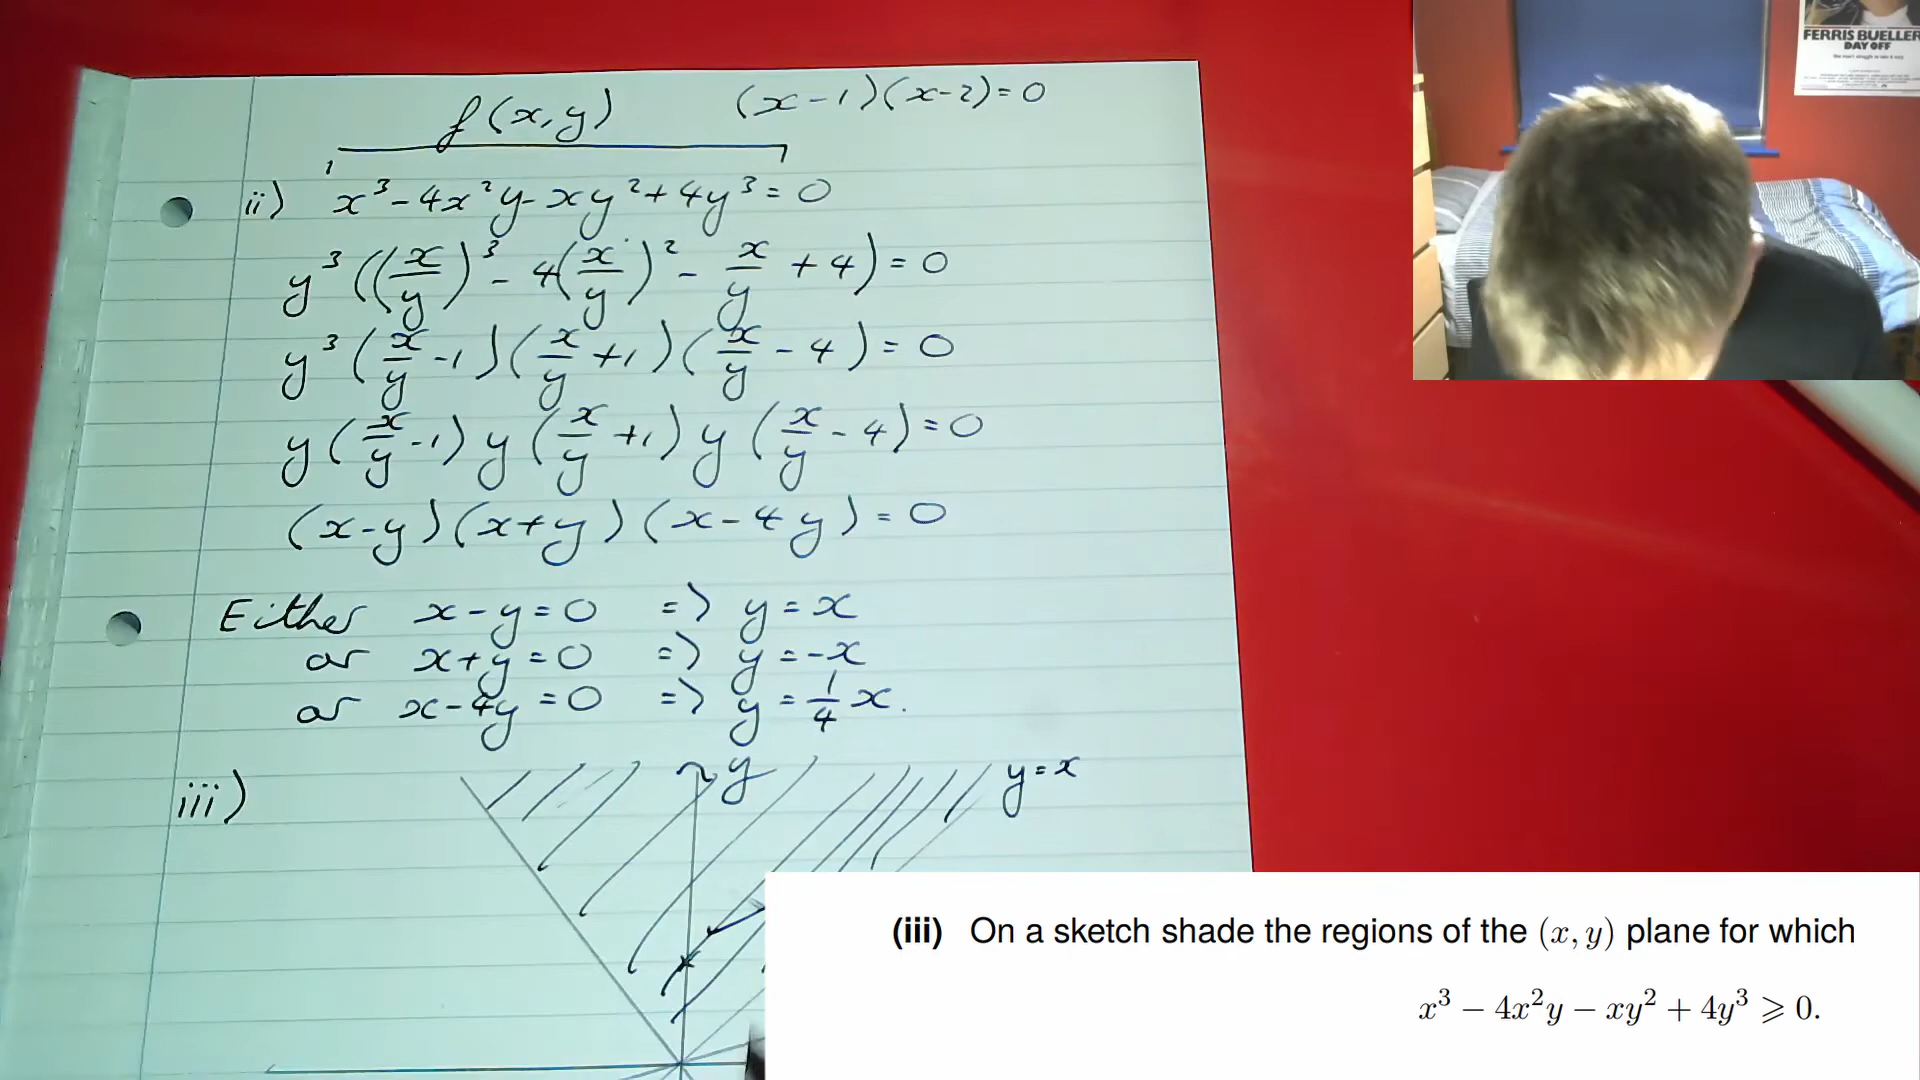 f(x,y) (x-1)(x-2)=0
ii) x³-4x²y-xy²+4y³=0
y³((x/y)³-4(x/y)²-x/y+4)=0
y³(x/y-1)(x/y+1)(x/y-4)=0
y(x/y-1)y(x/y+1)y(x/y-4)=0
(x-y)(x+y)(x-4y)=0
Either x-y=0 => y=x
or x+y=0 => y=-x
or x-4y=0 => y=1/4x.
iii) y y=x
(iii) On a sketch shade the regions of the (x, y) plane for which
x³ − 4x²y − xy² + 4y³ ⩾ 0.
FERRIS BUELLER
DAY OFF